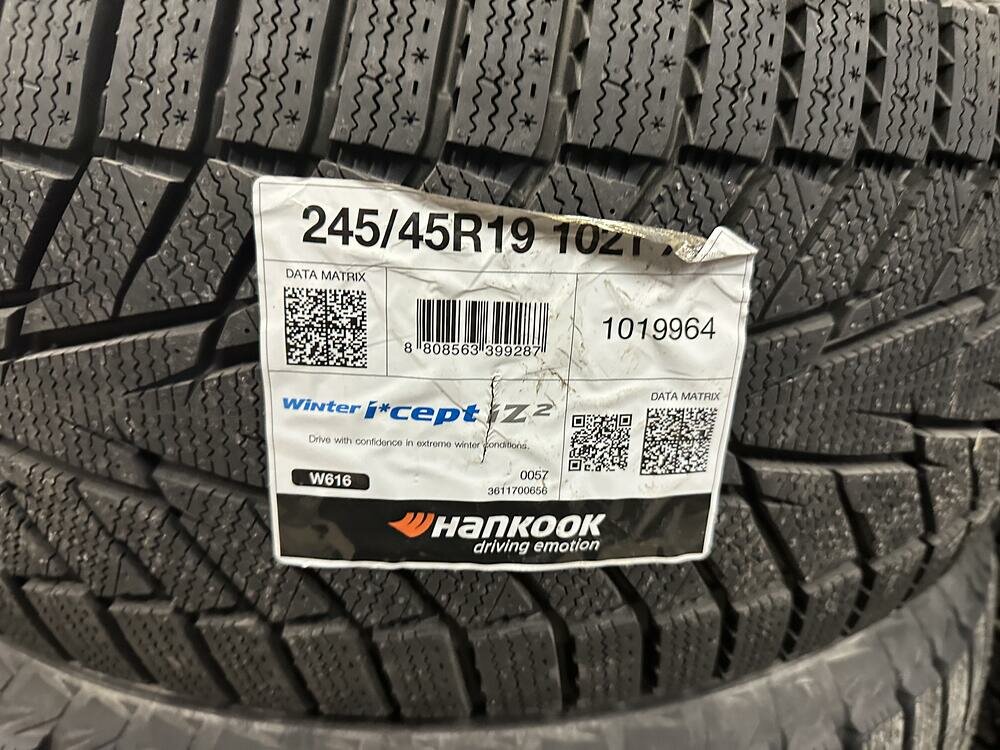 245/45R19 102T
DATA MATRIX
8 808563 399287
1019964
Winter i*cept iZ2
Drive with confidence in extreme winter conditions.
DATA MATRIX
W616
0057
3611700656
HANKOOK
driving emotion